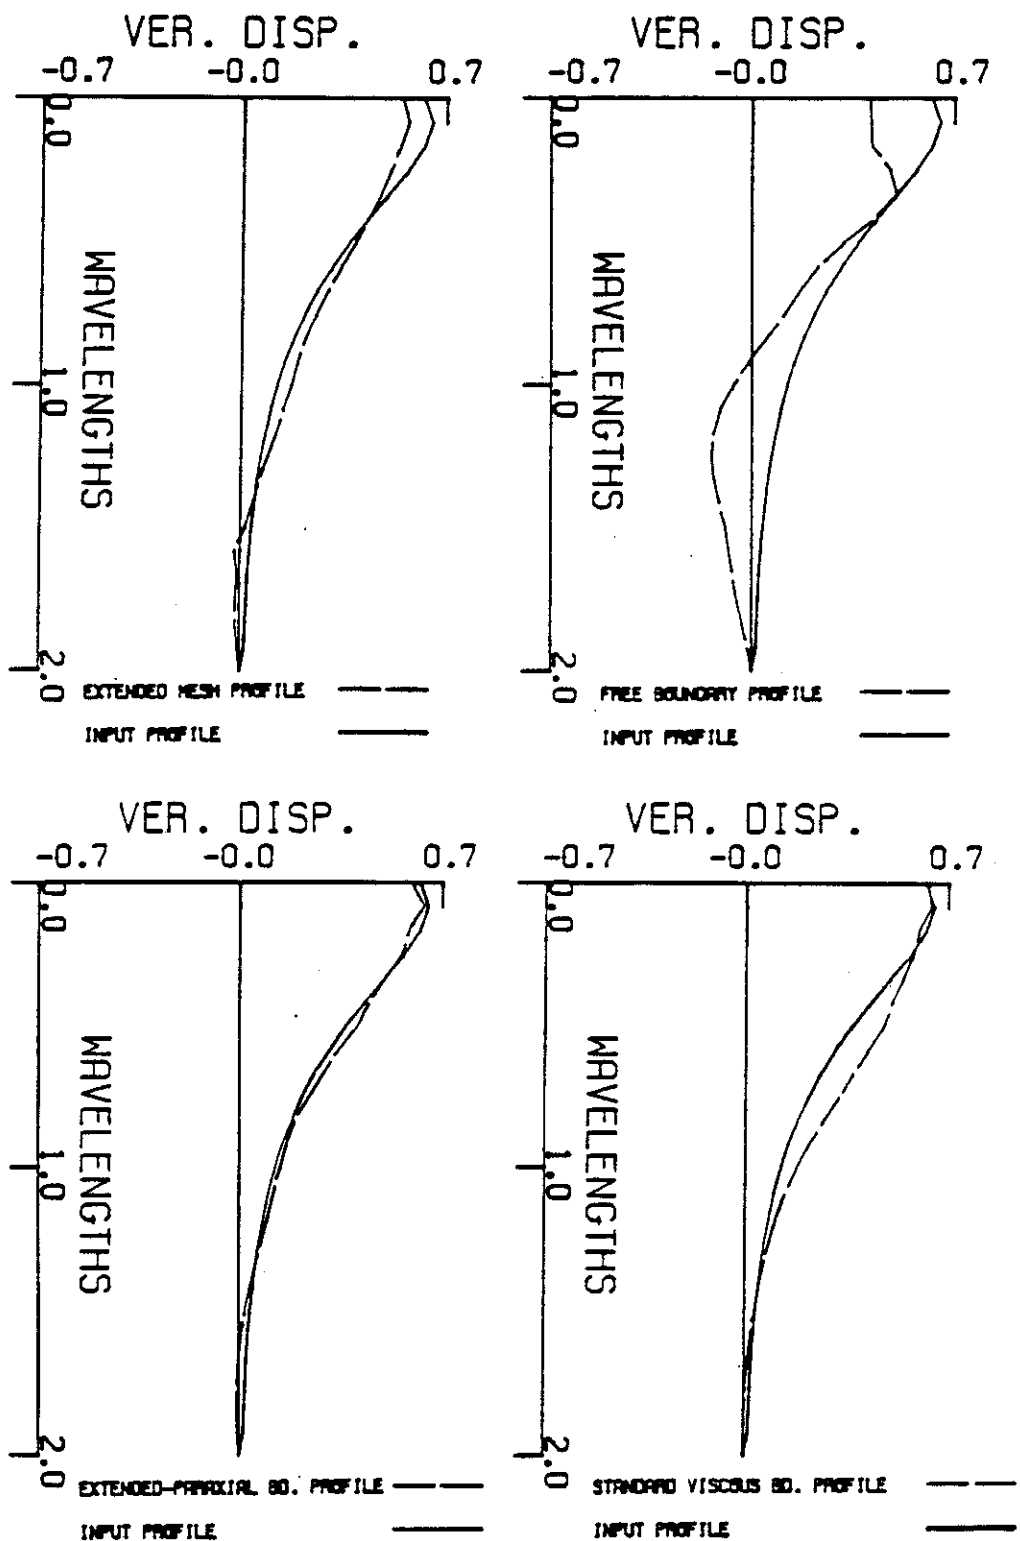 VER. DISP.
-0.7 -0.0 0.7
0.0
WAVELENGTHS
1.0
2.0
EXTENDED MESH PROFILE
INPUT PROFILE
VER. DISP.
-0.7 -0.0 0.7
0.0
WAVELENGTHS
1.0
2.0
FREE BOUNDARY PROFILE
INPUT PROFILE
VER. DISP.
-0.7 -0.0 0.7
0.0
WAVELENGTHS
1.0
2.0
EXTENDED-PARAXIAL BD. PROFILE
INPUT PROFILE
VER. DISP.
-0.7 -0.0 0.7
0.0
WAVELENGTHS
1.0
2.0
STANDARD VISCOUS BD. PROFILE
INPUT PROFILE